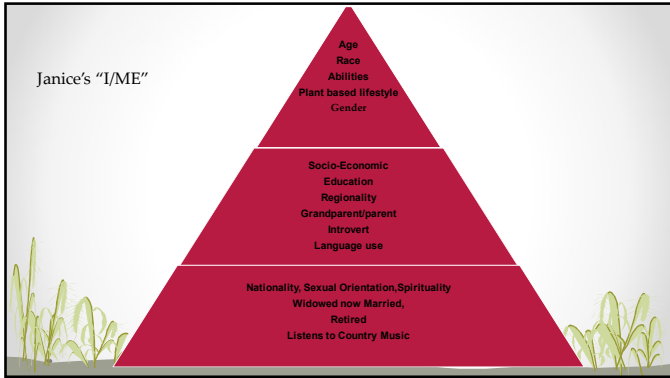 Janice’s “I/ME”
Age
Race
Abilities
Plant based lifestyle
Gender
Socio-Economic
Education
Regionality
Grandparent/parent
Introvert
Language use
Nationality, Sexual Orientation,Spirituality
Widowed now Married,
Retired
Listens to Country Music